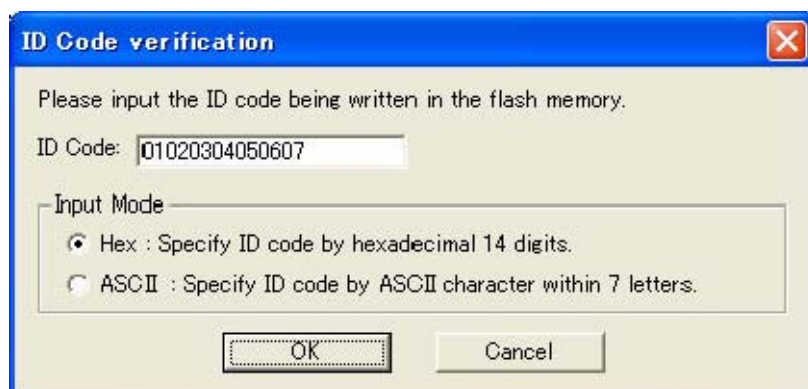 ID Code verification
Please input the ID code being written in the flash memory.
ID Code: 01020304050607
Input Mode
Hex : Specify ID code by hexadecimal 14 digits.
ASCII : Specify ID code by ASCII character within 7 letters.
OK Cancel